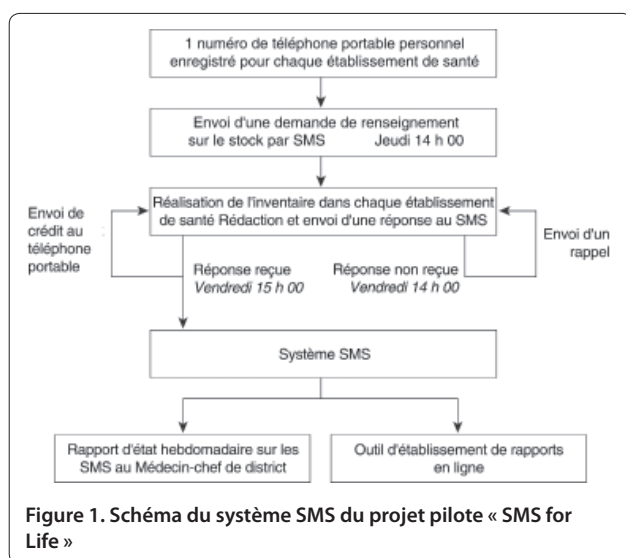 1 numéro de téléphone portable personnel
enregistré pour chaque établissement de santé
Envoi d'une demande de renseignement
sur le stock par SMS Jeudi 14 h 00
Réalisation de l'inventaire dans chaque établissement
de santé Rédaction et envoi d'une réponse au SMS
Envoi de
crédit au
téléphone
portable
Envoi d'un
rappel
Réponse reçue
Vendredi 15 h 00
Réponse non reçue
Vendredi 14 h 00
Système SMS
Rapport d'état hebdomadaire sur les
SMS au Médecin-chef de district
Outil d'établissement de rapports
en ligne
Figure 1. Schéma du système SMS du projet pilote « SMS for
Life »